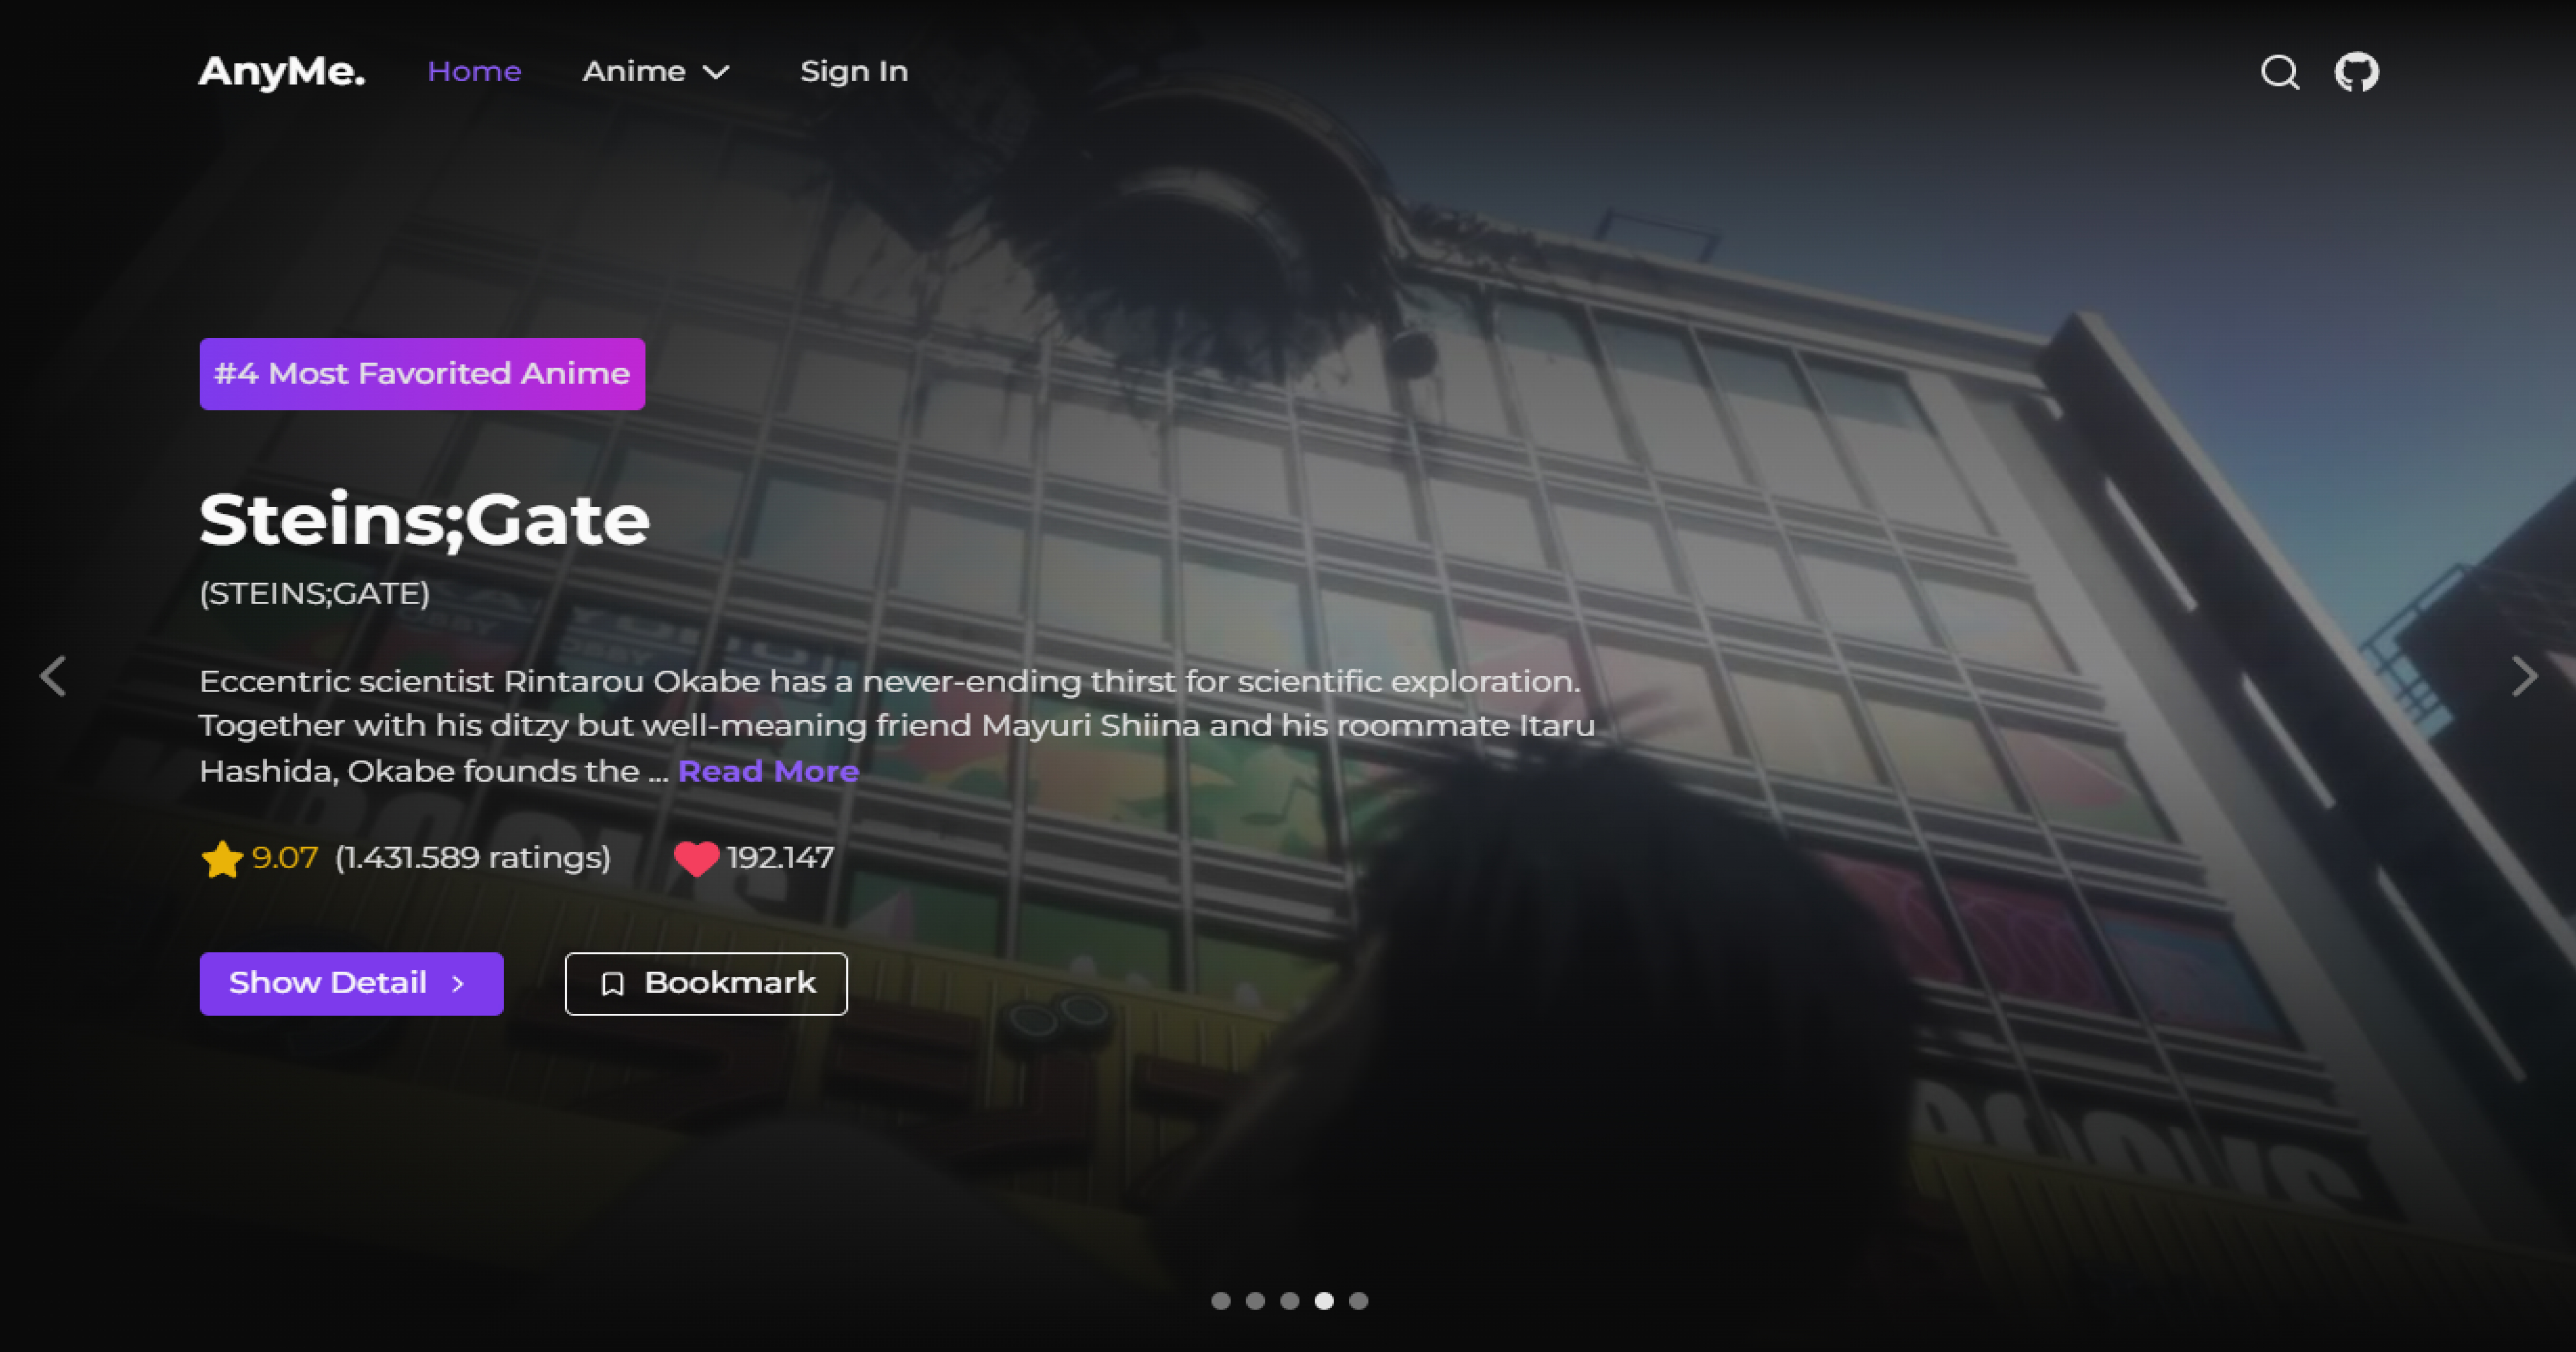 AnyMe.
Home
Anime
Sign In
#4 Most Favorited Anime
Steins;Gate
(STEINS;GATE)
Eccentric scientist Rintarou Okabe has a never-ending thirst for scientific exploration.
Together with his ditzy but well-meaning friend Mayuri Shiina and his roommate Itaru
Hashida, Okabe founds the ... Read More
9.07 (1.431.589 ratings) 192.147
Show Detail
Bookmark